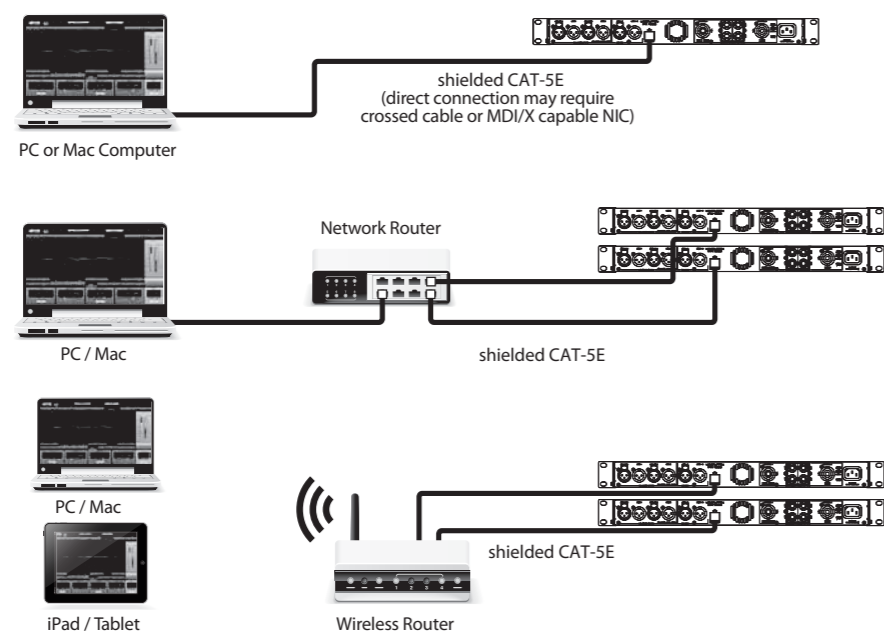 shielded CAT-5E
(direct connection may require
crossed cable or MDI/X capable NIC)
PC or Mac Computer
Network Router
PC / Mac
shielded CAT-5E
PC / Mac
shielded CAT-5E
iPad / Tablet
Wireless Router